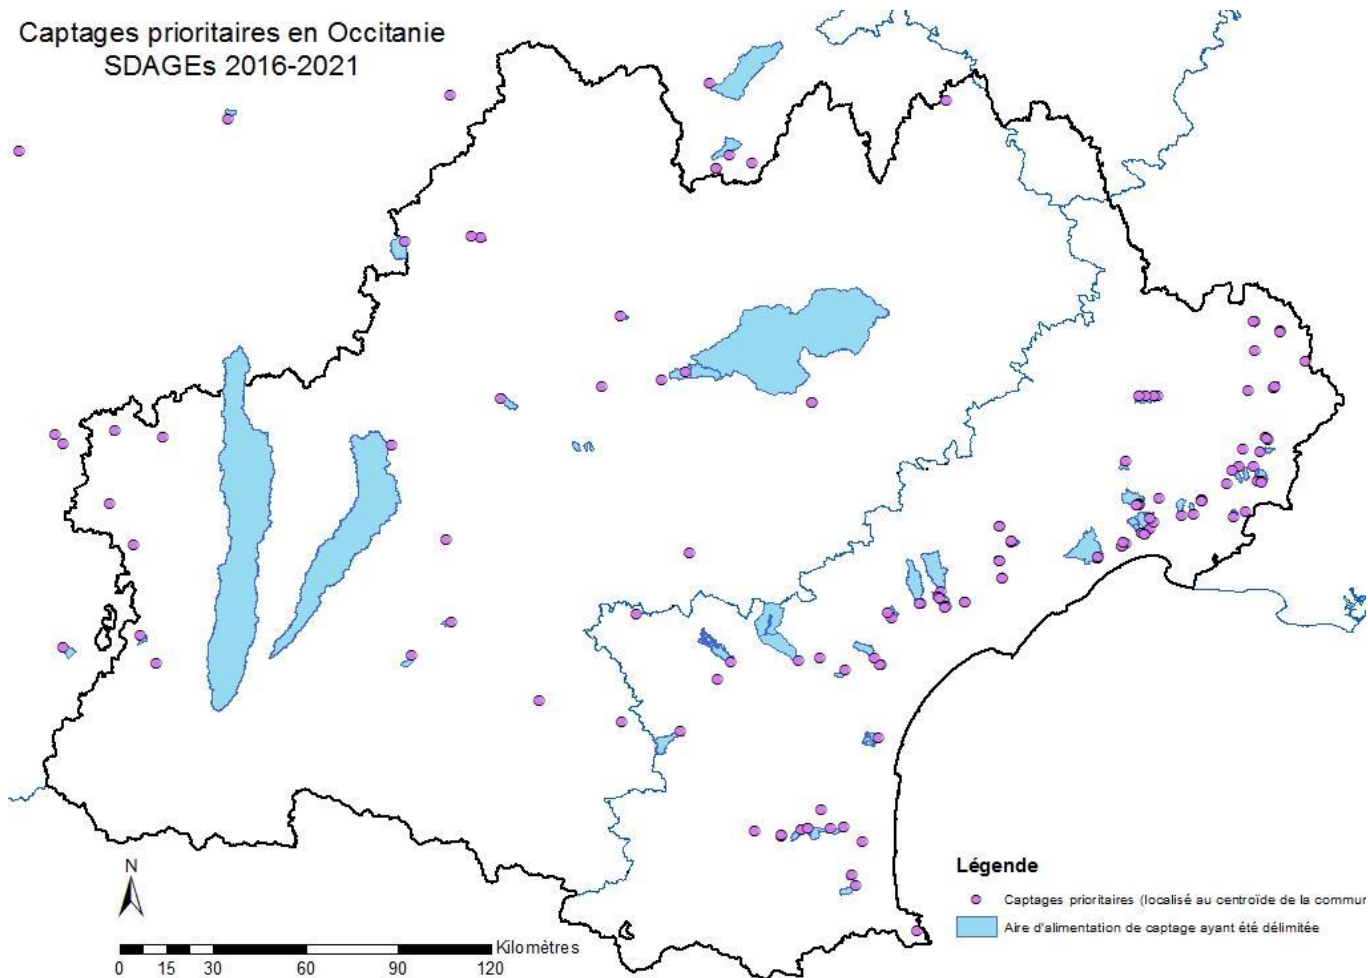 Captages prioritaires en Occitanie
SDAGEs 2016-2021
N
Kilomètres
0 15 30 60 90 120
Légende
Captages prioritaires (localisé au centroïde de la commun
Aire d'alimentation de captage ayant été délimitée